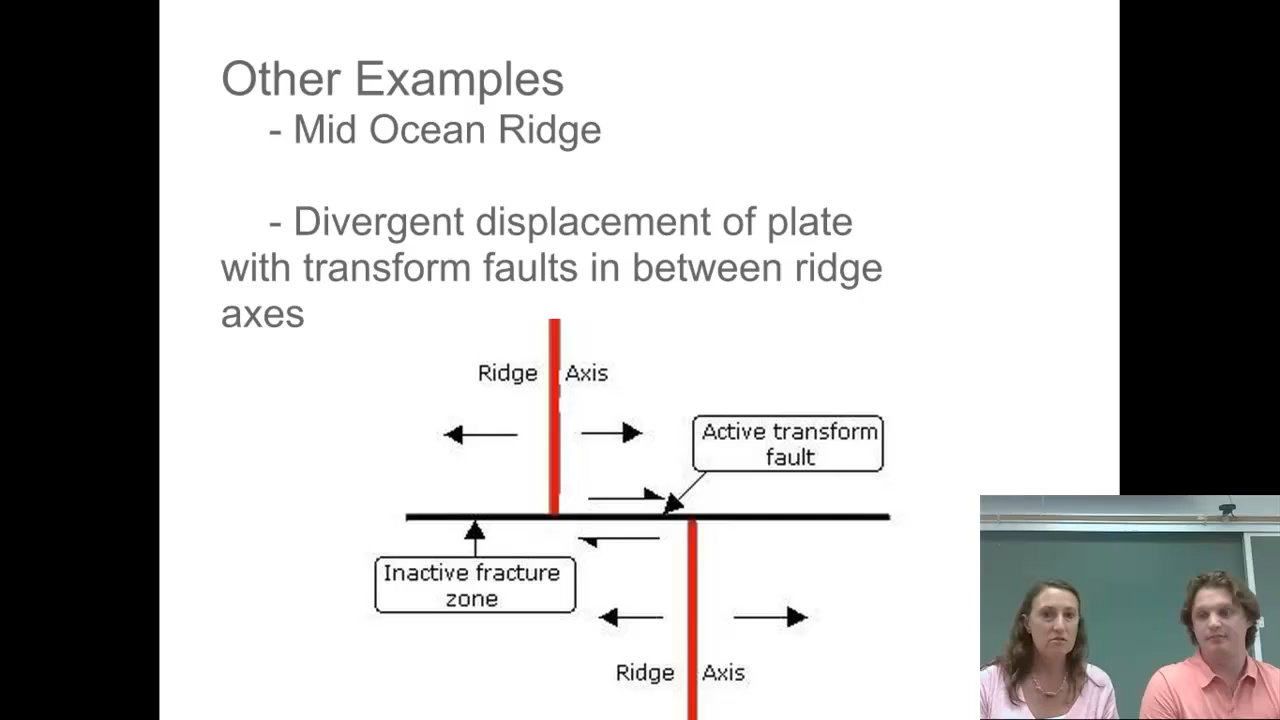 Other Examples
- Mid Ocean Ridge
- Divergent displacement of plate
with transform faults in between ridge
axes
Ridge Axis
Active transform
fault
Inactive fracture
zone
Ridge Axis